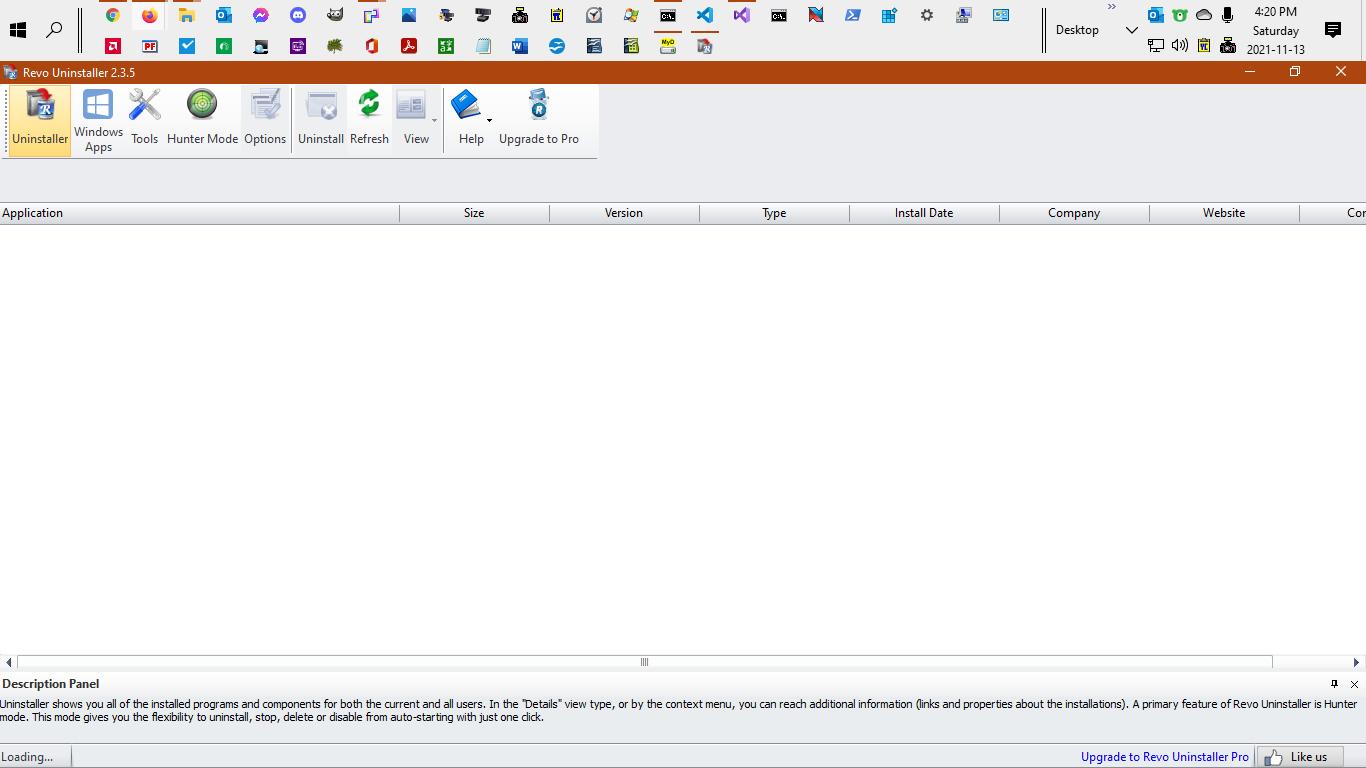 4:20 PM
Desktop
Saturday
2021-11-13
Revo Uninstaller 2.3.5
Uninstaller
Windows
Apps
Tools
Hunter Mode
Options
Uninstall
Refresh
View
Help
Upgrade to Pro
Application
Size
Version
Type
Install Date
Company
Website
Cor
Description Panel
Uninstaller shows you all of the installed programs and components for both the current and all users. In the "Details" view type, or by the context menu, you can reach additional information (links and properties about the installations). A primary feature of Revo Uninstaller is Hunter
mode. This mode gives you the flexibility to uninstall, stop, delete or disable from auto-starting with just one click.
Loading...
Upgrade to Revo Uninstaller Pro
Like us